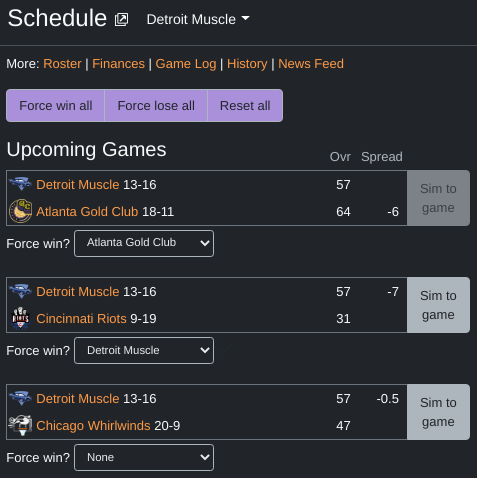 Schedule Detroit Muscle
More: Roster | Finances | Game Log | History | News Feed
Force win all Force lose all Reset all
Upcoming Games Ovr Spread
Detroit Muscle 13-16 57
Atlanta Gold Club 18-11 64 -6
Sim to game
Force win? Atlanta Gold Club
Detroit Muscle 13-16 57 -7
Cincinnati Riots 9-19 31
Sim to game
Force win? Detroit Muscle
Detroit Muscle 13-16 57 -0.5
Chicago Whirlwinds 20-9 47
Sim to game
Force win? None